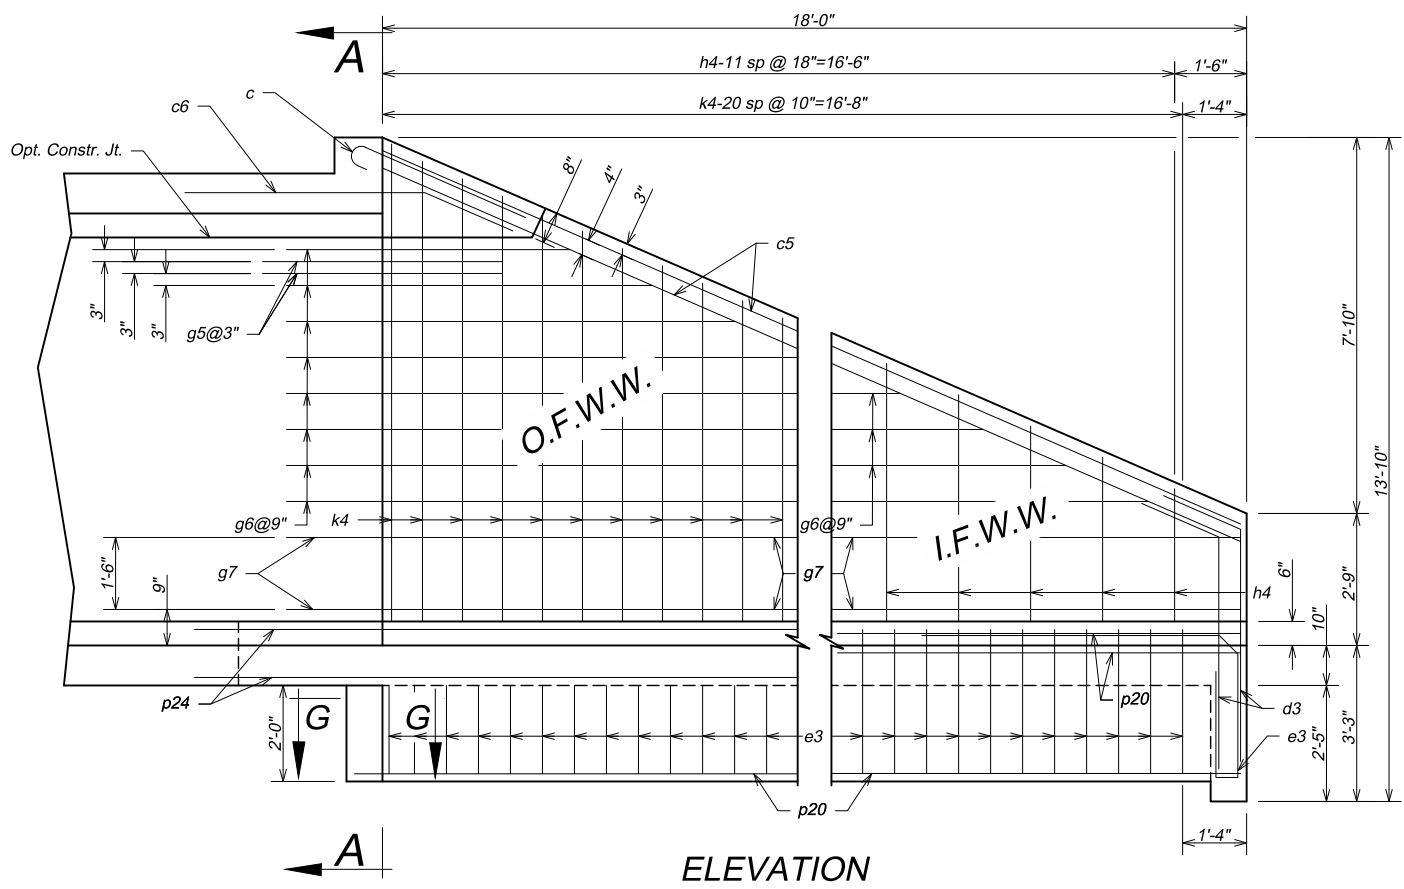 18'-0"
A
h4-11 sp @ 18"=16'-6"
1'-6"
c
c6
k4-20 sp @ 10"=16'-8"
1'-4"
Opt. Constr. Jt.
8"
4"
3"
c5
3"
3"
3"
g5@3"
7'-10"
13'-10"
O.F.W.W.
g6@9"
k4
g6@9"
I.F.W.W.
1'-6"
9"
g7
g7
h4
6"
2'-9"
10"
p24
p20
d3
2'-0"
G
G
e3
e3
2'-5"
3'-3"
p20
1'-4"
A
ELEVATION